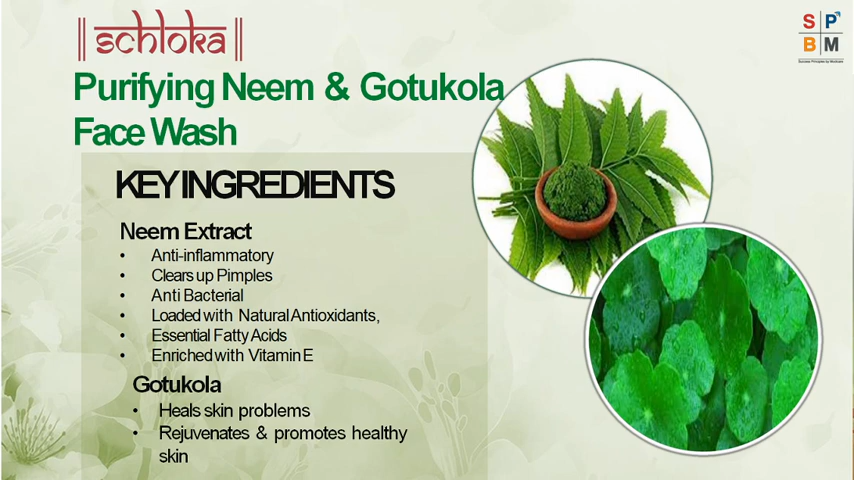 schloka
Purifying Neem & Gotukola
Face Wash
KEY INGREDIENTS
Neem Extract
• Anti-inflammatory
• Clears up Pimples
• Anti Bacterial
• Loaded with Natural Antioxidants,
• Essential Fatty Acids
• Enriched with Vitamin E
Gotukola
• Heals skin problems
• Rejuvenates & promotes healthy
skin
S P
B M